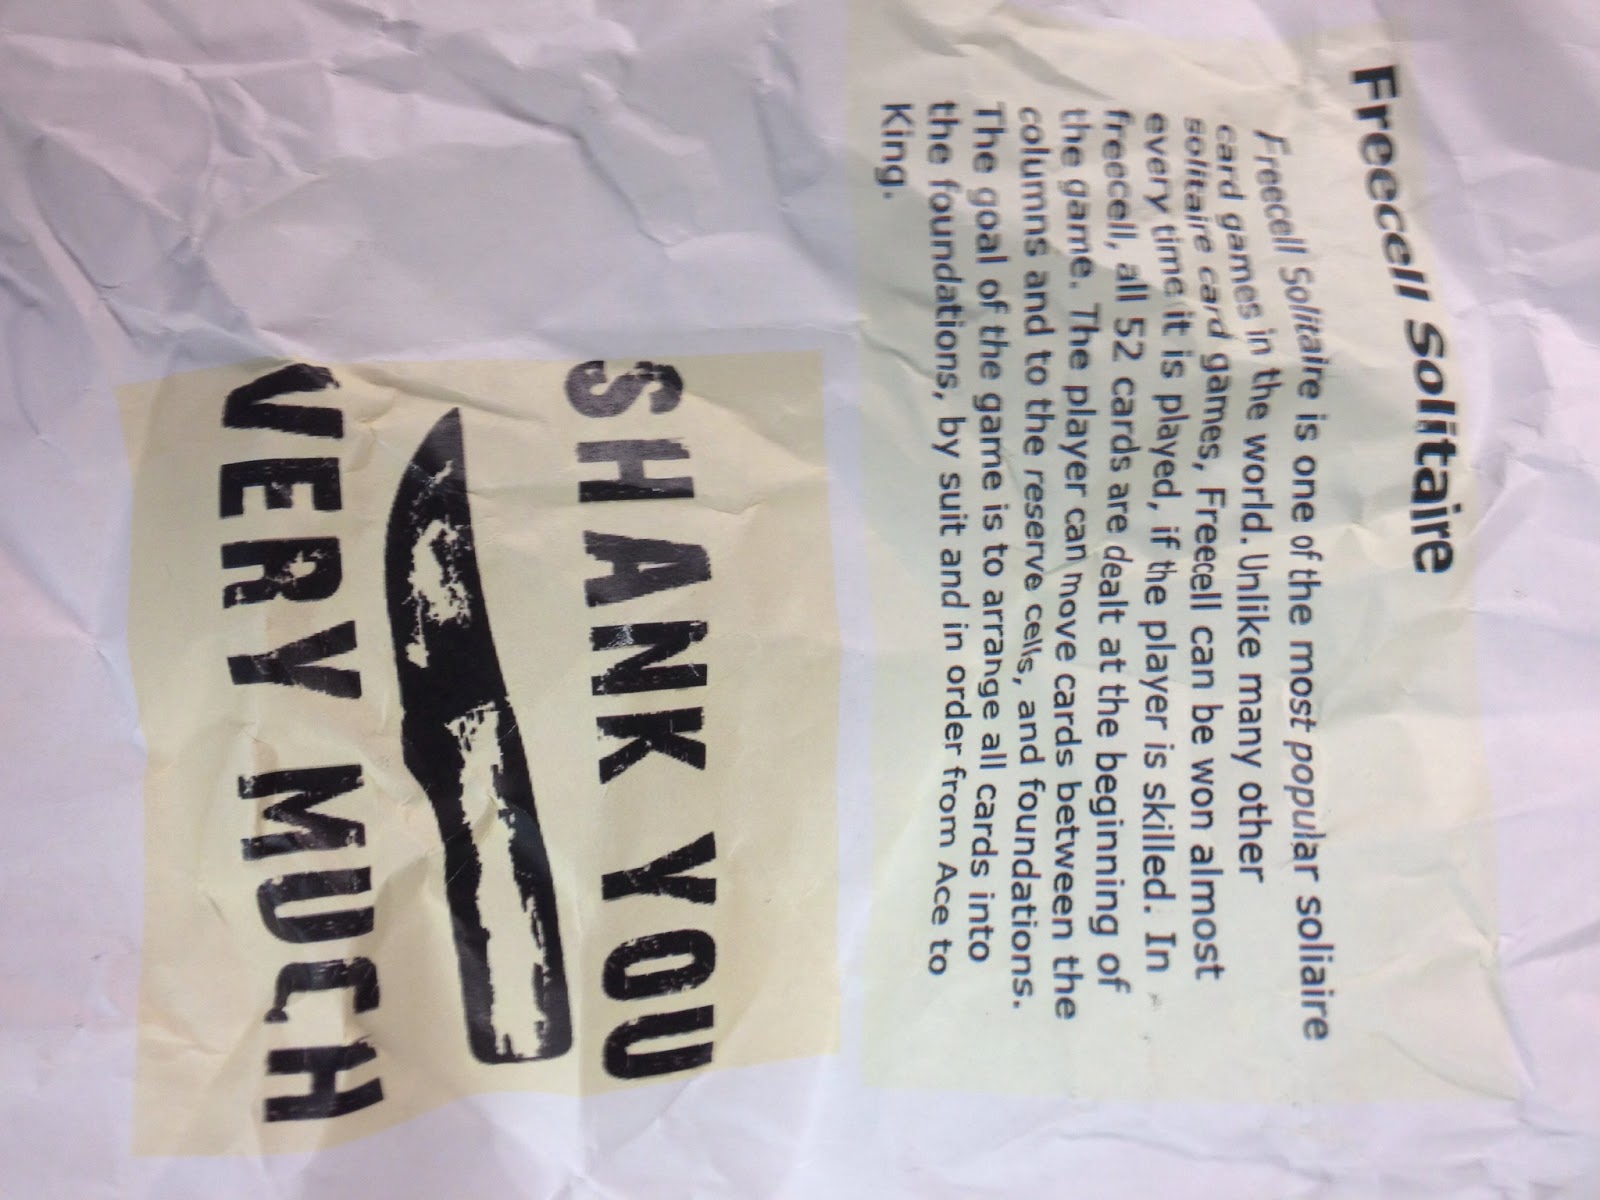 Freecell Solitaire
Freecell Solitaire is one of the most popular soliaire
card games in the world. Unlike many other
solitaire card games, Freecell can be won almost
every time it is played, if the player is skilled. In
freecell, all 52 cards are dealt at the beginning of
the game. The player can move cards between the
columns and to the reserve cells, and foundations.
The goal of the game is to arrange all cards into
the foundations, by suit and in order from Ace to
King.
SHANK YOU
VERY MUCH